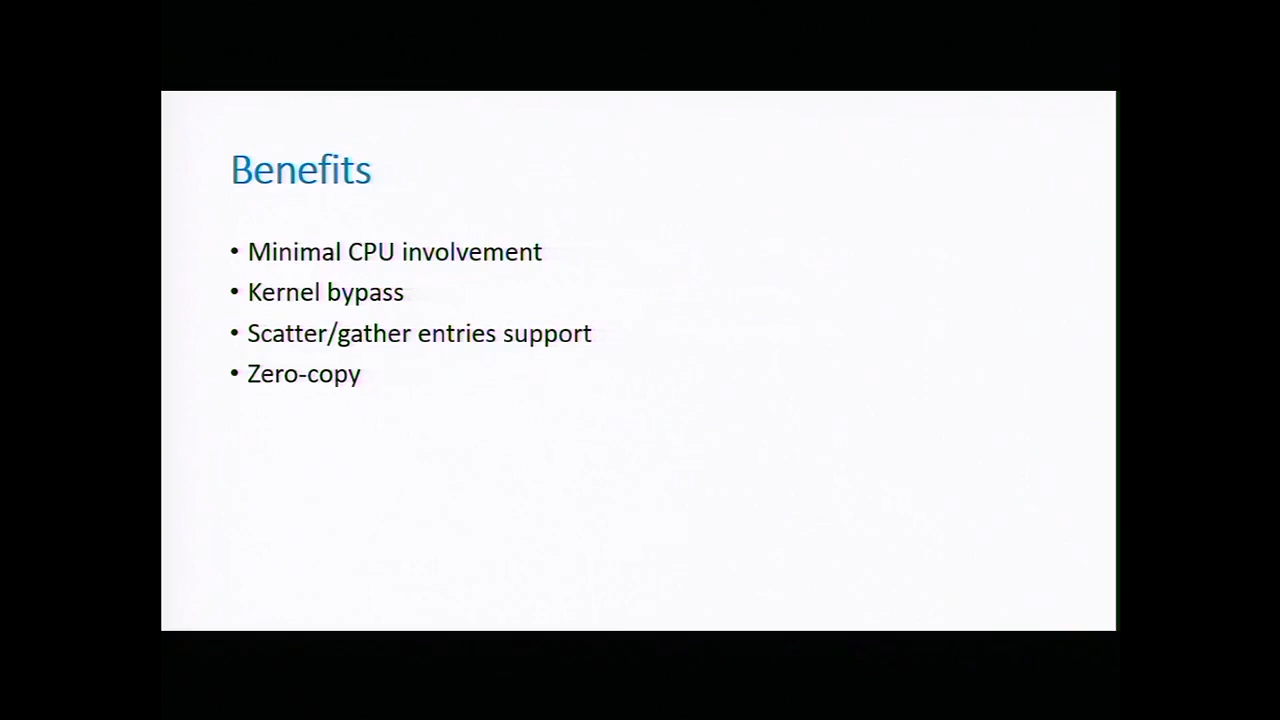 Benefits
• Minimal CPU involvement
• Kernel bypass
• Scatter/gather entries support
• Zero-copy